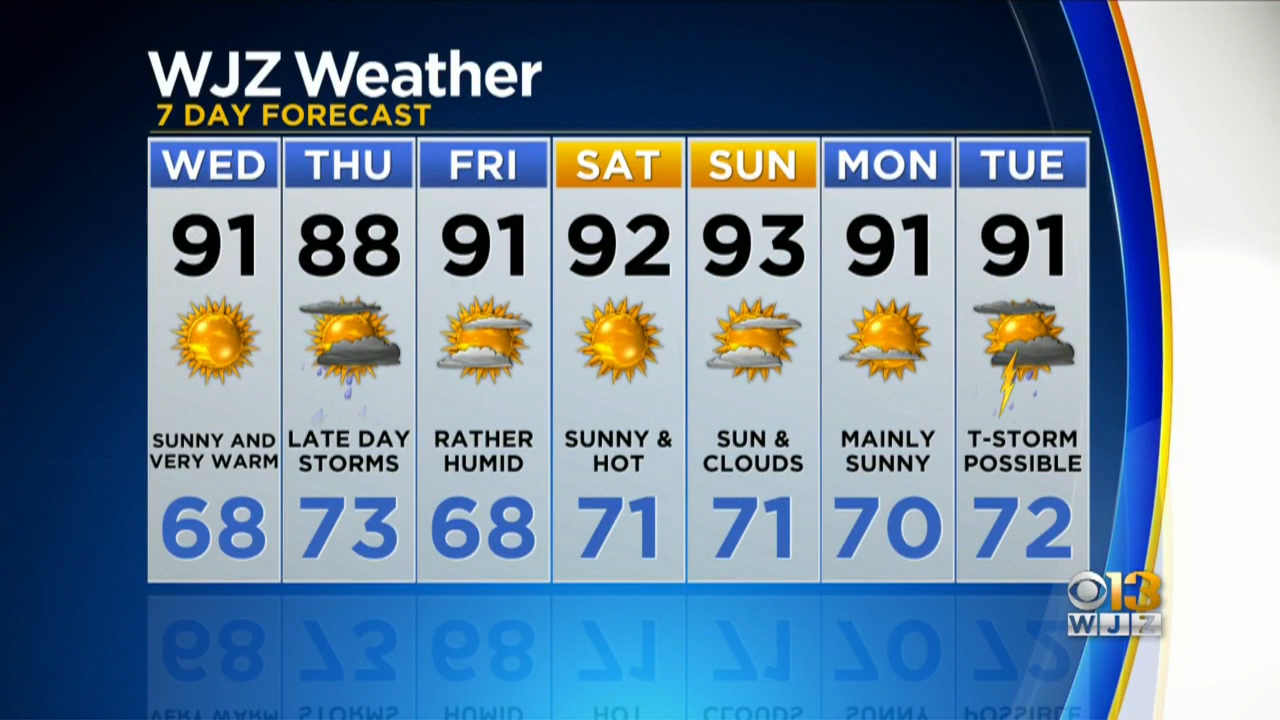 WJZ Weather
7 DAY FORECAST
WED THU FRI SAT SUN MON TUE
91 88 91 92 93 91 91
SUNNY AND LATE DAY RATHER SUNNY & SUN & MAINLY T-STORM
VERY WARM STORMS HUMID HOT CLOUDS SUNNY POSSIBLE
68 73 68 71 71 70 72
13
WJZ